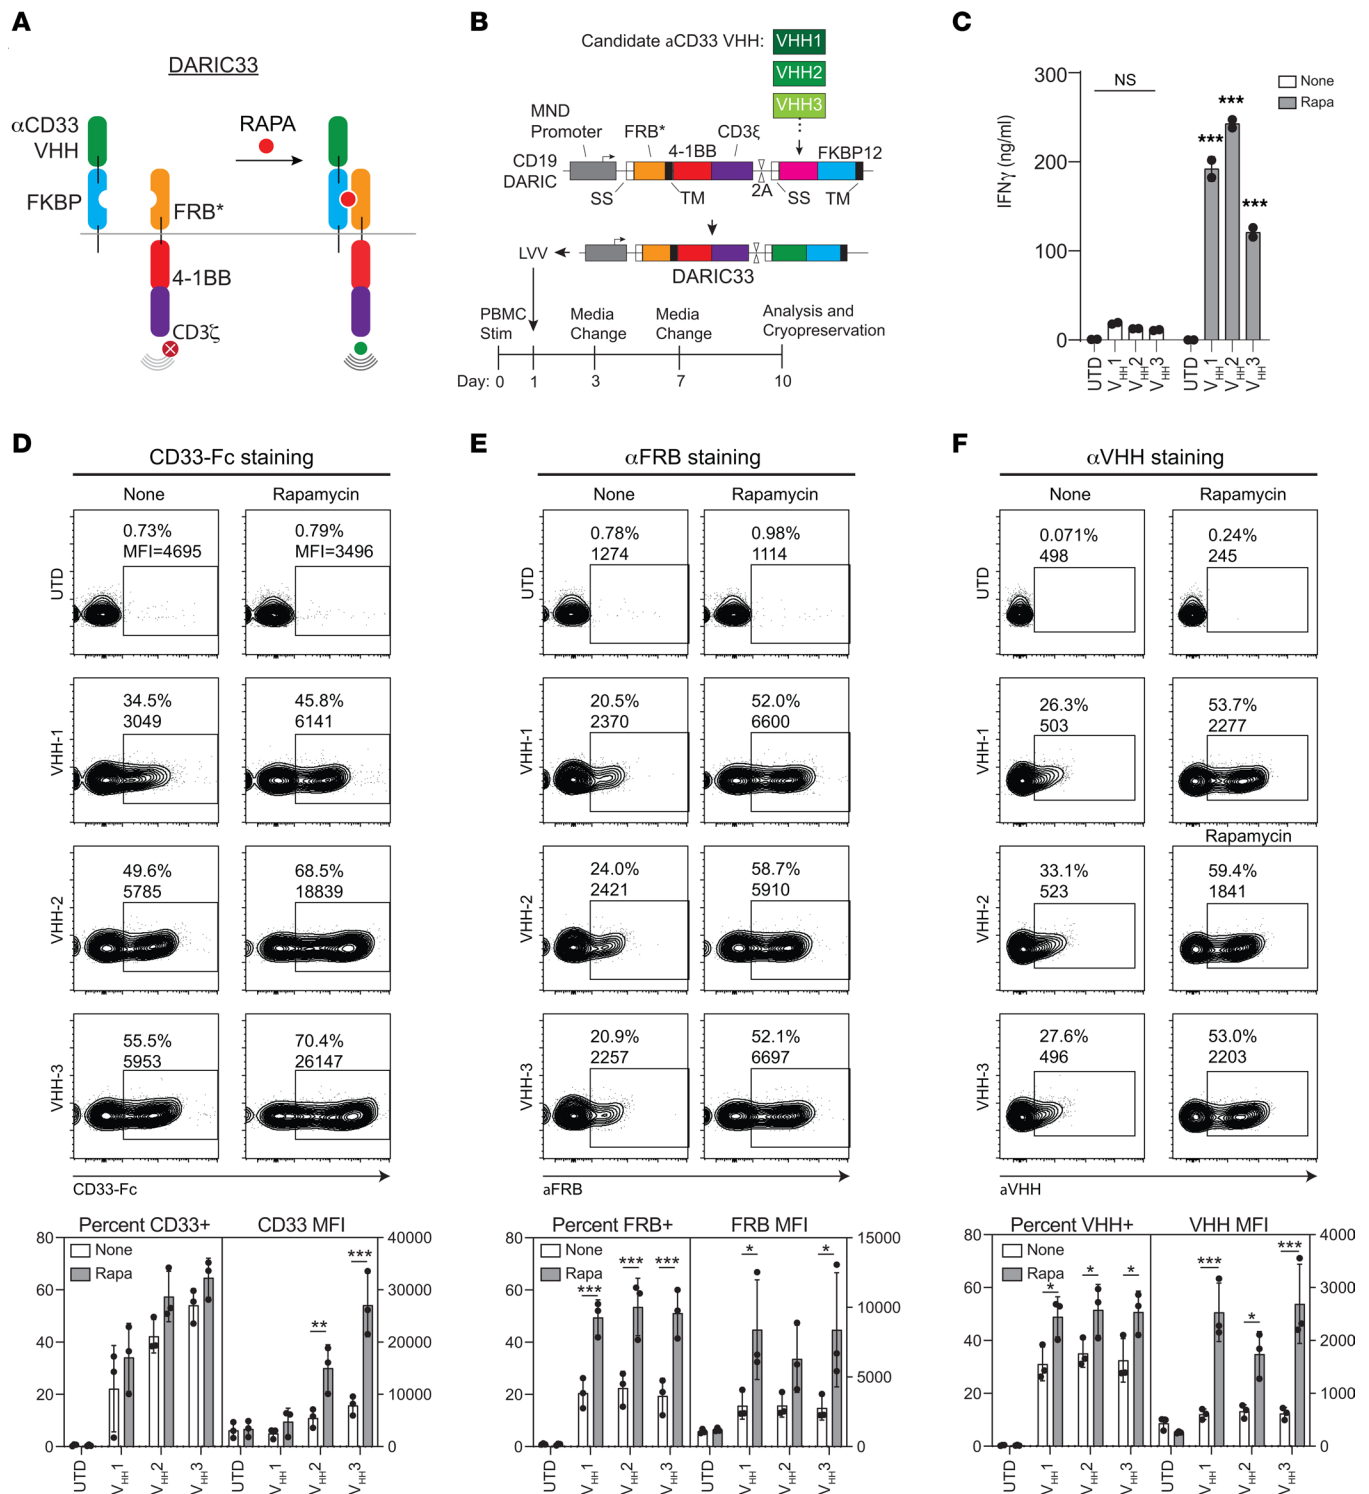 A
DARIC33
αCD33
VHH
RAPA
FKBP
FRB*
4-1BB
CD3ξ
B
Candidate aCD33 VHH:
VHH1
VHH2
VHH3
MND
Promoter
FRB*
CD3ξ
4-1BB
FKBP12
CD19
DARIC
SS
TM
2A
SS
TM
LVV
DARIC33
PBMC
Stim
Media
Change
Media
Change
Analysis and
Cryopreservation
Day: 0
1
3
7
10
C
None
Rapa
NS
***
***
***
IFNγ (ng/ml)
300
200
100
0
UTD
VHH1
VHH2
VHH3
UTD
VHH1
VHH2
VHH3
D
CD33-Fc staining
None
Rapamycin
UTD
0.73%
MFI=4695
0.79%
MFI=3496
VHH-1
34.5%
3049
45.8%
6141
VHH-2
49.6%
5785
68.5%
18839
VHH-3
55.5%
5953
70.4%
26147
CD33-Fc
Percent CD33+
CD33 MFI
None
Rapa
**
***
80
60
40
20
0
40000
30000
20000
10000
0
UTD
VHH1
VHH2
VHH3
UTD
VHH1
VHH2
VHH3
E
αFRB staining
None
Rapamycin
UTD
0.78%
1274
0.98%
1114
VHH-1
20.5%
2370
52.0%
6600
VHH-2
24.0%
2421
58.7%
5910
VHH-3
20.9%
2257
52.1%
6697
aFRB
Percent FRB+
FRB MFI
None
Rapa
***
***
***
*
*
80
60
40
20
0
15000
10000
5000
0
UTD
VHH1
VHH2
VHH3
UTD
VHH1
VHH2
VHH3
F
αVHH staining
None
Rapamycin
UTD
0.071%
498
0.24%
245
VHH-1
26.3%
503
53.7%
2277
Rapamycin
VHH-2
33.1%
523
59.4%
1841
VHH-3
27.6%
496
53.0%
2203
aVHH
Percent VHH+
VHH MFI
None
Rapa
*
*
*
***
*
***
80
60
40
20
0
4000
3000
2000
1000
0
UTD
VHH1
VHH2
VHH3
UTD
VHH1
VHH2
VHH3